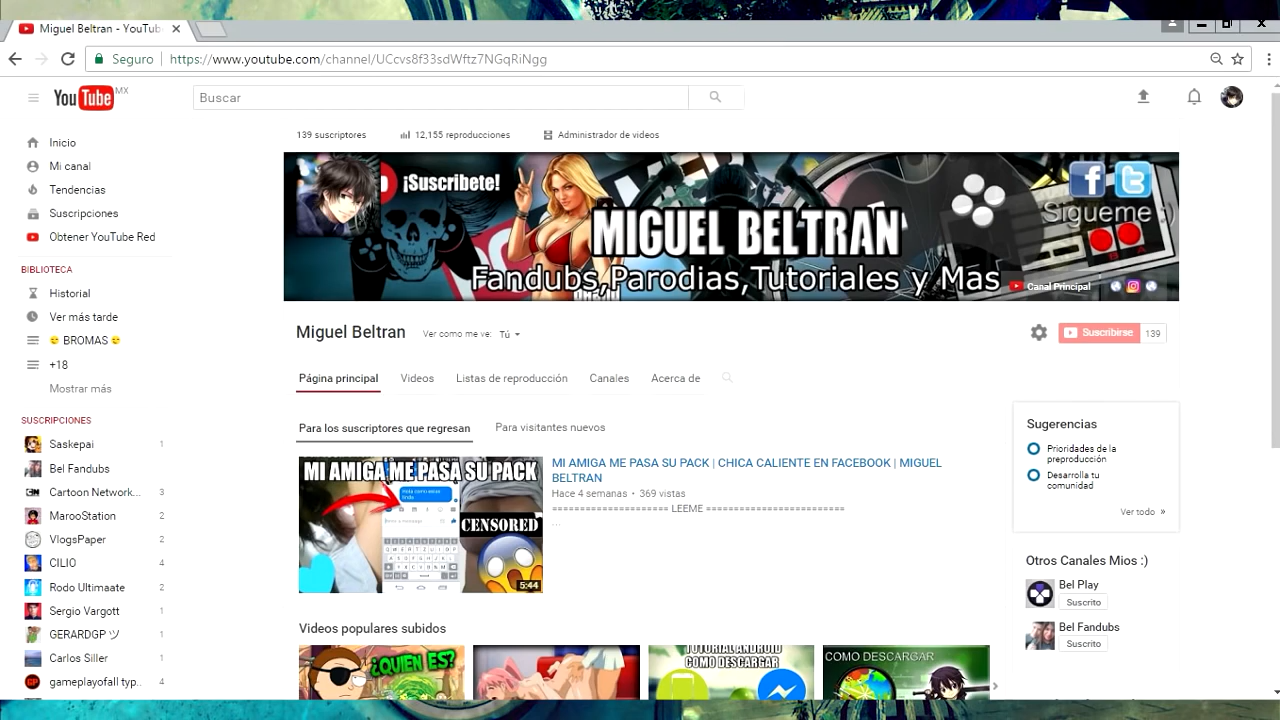 Miguel Beltran - YouTub
Seguro
https://www.youtube.com/channel/UCcvs8f33sdWftz7NGqRiNgg
YouTube MX
Buscar
Inicio
Mi canal
Tendencias
Suscripciones
Obtener YouTube Red
BIBLIOTECA
Historial
Ver más tarde
BROMAS
+18
Mostrar más
SUSCRIPCIONES
Saskepai 1
Bel Fandubs
Cartoon Network... 3
MarooStation 2
VlogsPaper 2
CILIO 4
Rodo Ultimaate 2
Sergio Vargott 1
GERARDGP ツ 1
Carlos Siller 1
gameplayofall typ.. 4
139 suscriptores
12,155 reproducciones
Administrador de videos
¡Suscribete!
MIGUEL BELTRAN
Fandubs,Parodias,Tutoriales y Mas
Sigueme :)
Canal Principal
Miguel Beltran
Ver como me ve: Tú
Suscribirse 139
Página principal
Videos
Listas de reproducción
Canales
Acerca de
Para los suscriptores que regresan
Para visitantes nuevos
MI AMIGA ME PASA SU PACK
CENSORED
5:44
MI AMIGA ME PASA SU PACK | CHICA CALIENTE EN FACEBOOK | MIGUEL
BELTRAN
Hace 4 semanas • 369 vistas
===================== LEEME =========================
...
Videos populares subidos
¿QUIEN ES?
TUTORIAL ANDROID
COMO DESCARGAR
COMO DESCARGAR
Sugerencias
Prioridades de la
preproducción
Desarrolla tu
comunidad
Ver todo »
Otros Canales Mios :)
Bel Play
Suscrito
Bel Fandubs
Suscrito